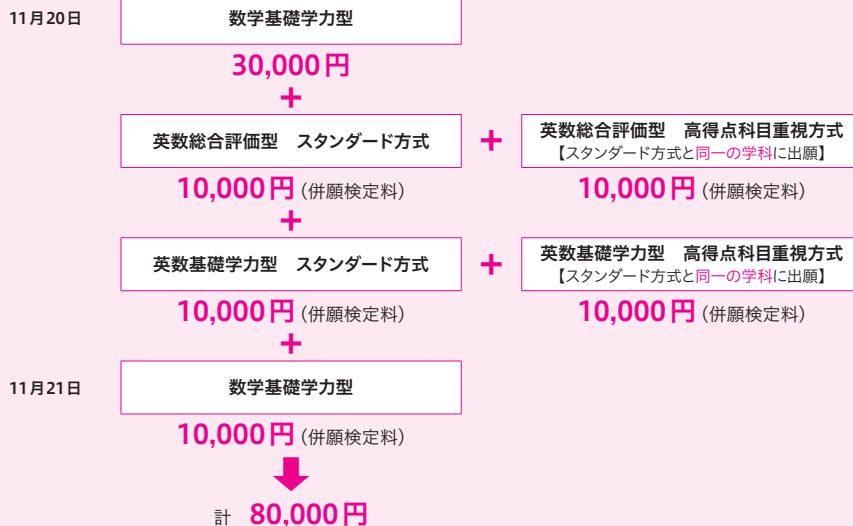 11月20日
数学基礎学力型
30,000円
+
英数総合評価型 スタンダード方式
+
英数総合評価型 高得点科目重視方式
【スタンダード方式と同一の学科に出願】
10,000円(併願検定料)
10,000円(併願検定料)
+
英数基礎学力型 スタンダード方式
+
英数基礎学力型 高得点科目重視方式
【スタンダード方式と同一の学科に出願】
10,000円(併願検定料)
10,000円(併願検定料)
+
11月21日
数学基礎学力型
10,000円(併願検定料)
計 80,000円